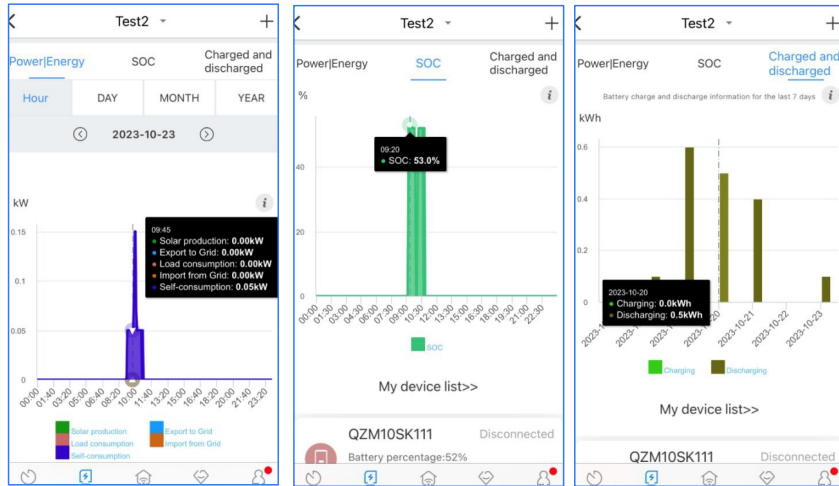 Test2
Power|Energy
SOC
Charged and
discharged
Hour
DAY
MONTH
YEAR
2023-10-23
kW
i
0.15
0.1
0.05
0
09:45
Solar production: 0.00kW
Export to Grid: 0.00kW
Load consumption: 0.00kW
Import from Grid: 0.00kW
Self-consumption: 0.05kW
00:00 01:40 03:20 05:00 06:40 08:20 10:00 11:40 13:20 15:00 16:40 18:20 20:00 21:40 23:20
Solar production
Export to Grid
Load consumption
Import from Grid
Self-consumption
Test2
Power|Energy
SOC
Charged and
discharged
%
i
40
20
0
09:20
SOC: 53.0%
00:00 01:30 03:00 04:30 06:00 07:30 09:00 10:30 12:00 13:30 15:00 16:30 18:00 19:30 21:00 22:30
SOC
My device list>>
QZM10SK111
Disconnected
Battery percentage:52%
Test2
Power|Energy
SOC
Charged and
discharged
Battery charge and discharge information for the last 7 days
i
kWh
0.6
0.4
0.2
0
2023-10-20
Charging: 0.0kWh
Discharging: 0.5kWh
2023-10-21
2023-10-22
2023-10-23
Charging
Discharging
My device list>>
QZM10SK111
Disconnected